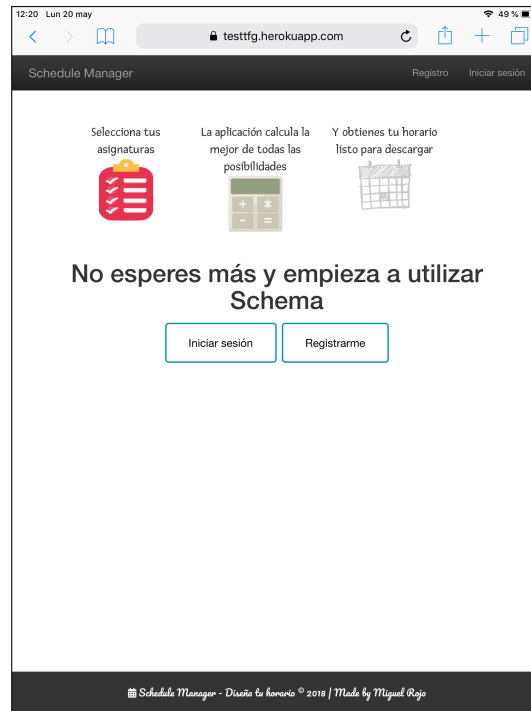 12:20 Lun 20 may 49 %
testtfg.herokuapp.com
Schedule Manager Registro Iniciar sesión
Selecciona tus
asignaturas
La aplicación calcula la
mejor de todas las
posibilidades
Y obtienes tu horario
listo para descargar
No esperes más y empieza a utilizar
Schema
Iniciar sesión Registrarme
Schedule Manager - Diseña tu horario © 2018 | Made by Miguel Rojo